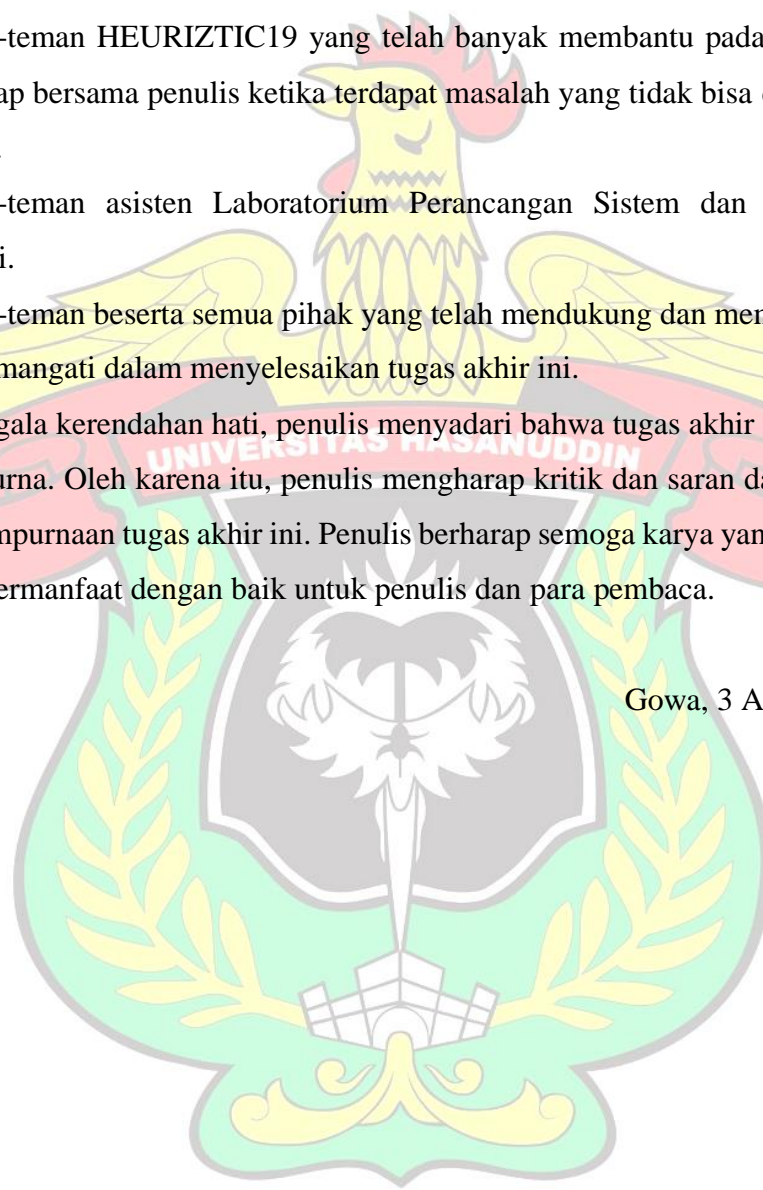 -teman HEURIZTIC19 yang telah banyak membantu pada
ap bersama penulis ketika terdapat masalah yang tidak bisa
.
-teman asisten Laboratorium Perancangan Sistem dan
i.
-teman beserta semua pihak yang telah mendukung dan mem
mangati dalam menyelesaikan tugas akhir ini.
gala kerendahan hati, penulis menyadari bahwa tugas akhir
UNIVERSITAS HASANUDDIN
urna. Oleh karena itu, penulis mengharap kritik dan saran da
mpurnaan tugas akhir ini. Penulis berharap semoga karya yan
ermanfaat dengan baik untuk penulis dan para pembaca.
Gowa, 3 A